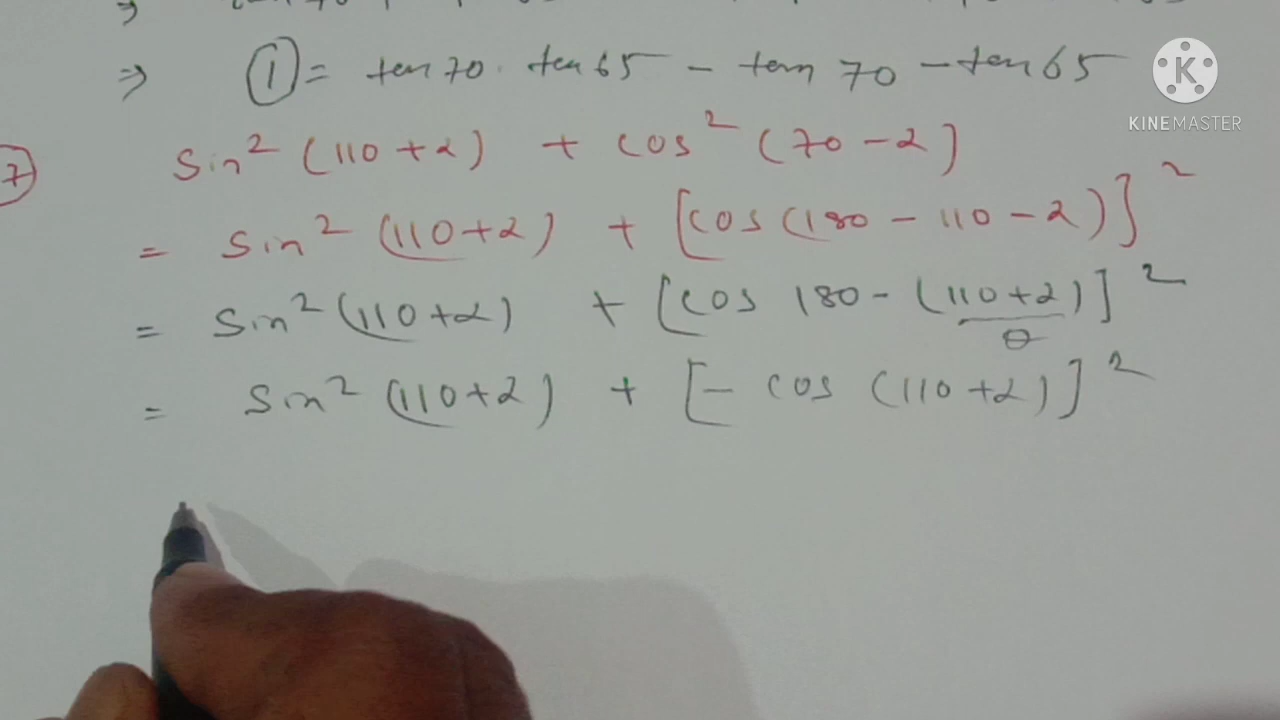 ⇒ ① = tan 70 . tan 65 - tan 70 - tan 65
KINEMASTER
7 sin² (110 + α) + cos² (70 - α)
= sin² (110 + α) + [cos (180 - 110 - α)]²
= sin² (110 + α) + [cos 180 - (110 + α)]²
θ
= sin² (110 + α) + [- cos (110 + α)]²